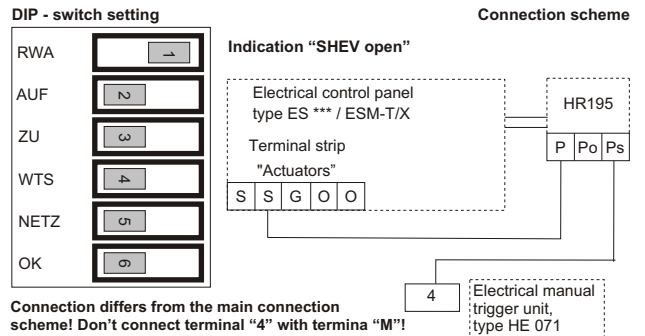 DIP - switch setting
Connection scheme
RWA
1
AUF
2
ZU
3
WTS
4
NETZ
5
OK
6
Indication “SHEV open”
Electrical control panel
type ES *** / ESM-T/X
Terminal strip
"Actuators”
S S G O O
HR195
P Po Ps
4
Electrical manual
trigger unit,
type HE 071
Connection differs from the main connection
scheme! Don’t connect terminal “4” with termina “M”!